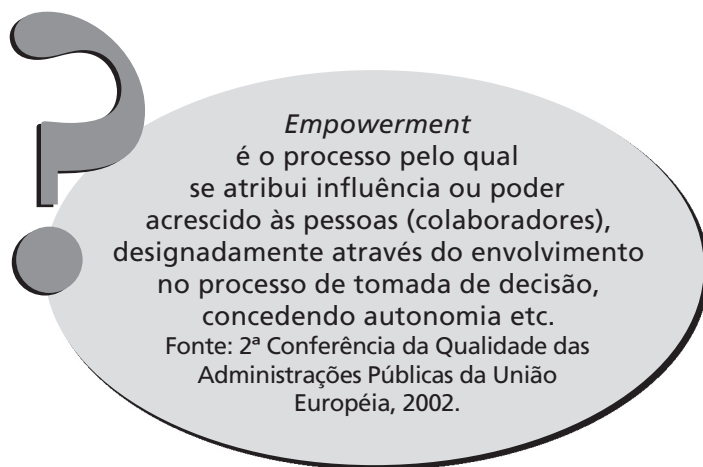 Empowerment
é o processo pelo qual
se atribui influência ou poder
acrescido às pessoas (colaboradores),
designadamente através do envolvimento
no processo de tomada de decisão,
concedendo autonomia etc.
Fonte: 2ª Conferência da Qualidade das
Administrações Públicas da União
Européia, 2002.